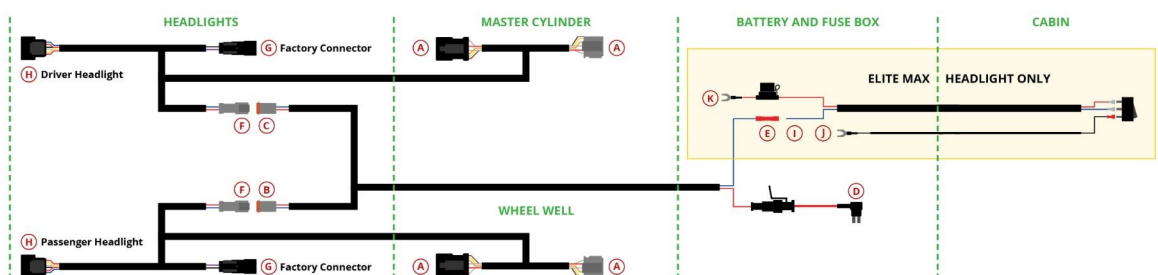 HEADLIGHTS
MASTER CYLINDER
BATTERY AND FUSE BOX
CABIN
G Factory Connector
A
A
H Driver Headlight
ELITE MAX HEADLIGHT ONLY
K
F
C
E
I
J
F
B
D
WHEEL WELL
H Passenger Headlight
G Factory Connector
A
A